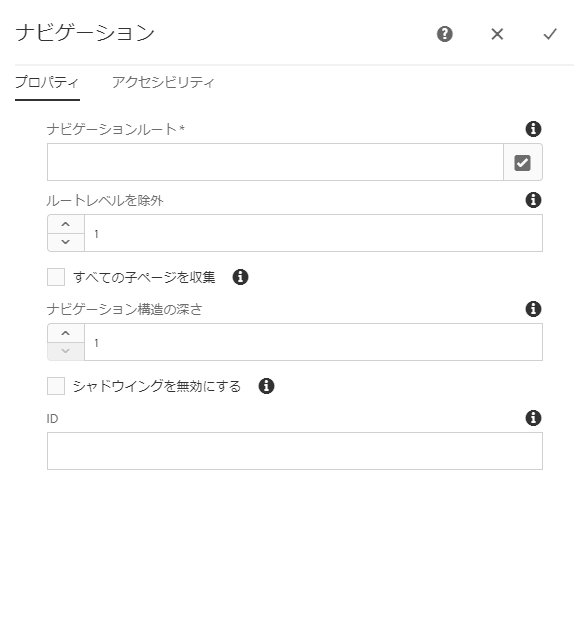 ナビゲーション
プロパティ
アクセシビリティ
ナビゲーションルート*
ルートレベルを除外
1
すべての子ページを収集
ナビゲーション構造の深さ
1
シャドウイングを無効にする
ID